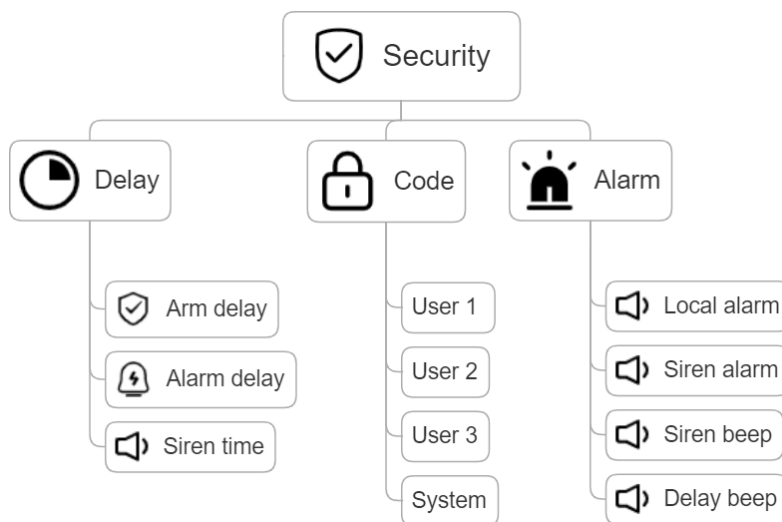 Security
Delay
Code
Alarm
Arm delay
Alarm delay
Siren time
User 1
User 2
User 3
System
Local alarm
Siren alarm
Siren beep
Delay beep